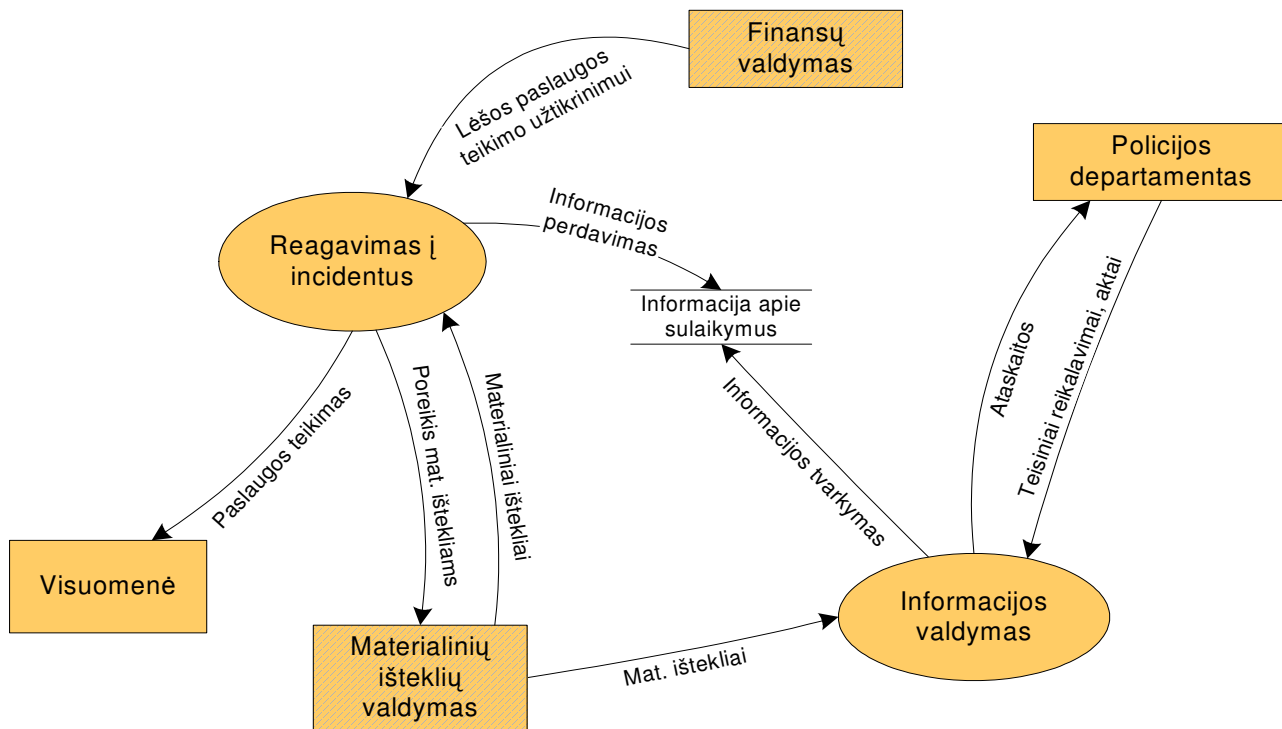 Finansų
valdymas
Lėšos paslaugos
teikimo užtikrinimui
Policijos
departamentas
Informacijos
perdavimas
Reagavimas į
incidentus
Informacija apie
sulaikymus
Ataskaitos
Teisiniai reikalavimai, aktai
Paslaugos teikimas
Poreikis mat. ištekliams
Materialiniai ištekliai
Informacijos tvarkymas
Visuomenė
Informacijos
valdymas
Materialinių
išteklių
valdymas
Mat. ištekliai